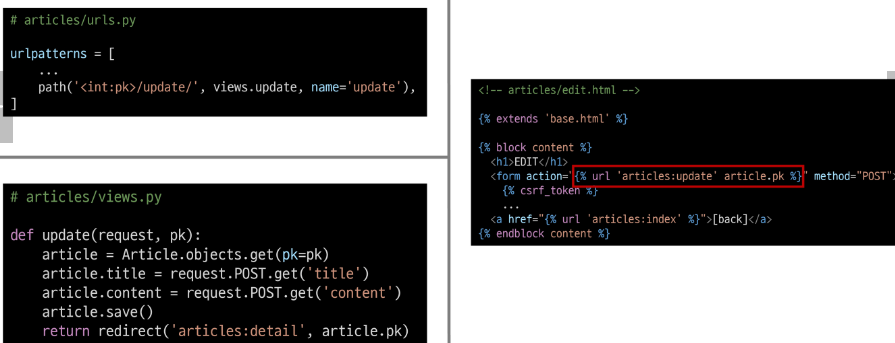 # articles/urls.py
urlpatterns = [
...
path('<int:pk>/update/', views.update, name='update'),
]
# articles/views.py
def update(request, pk):
article = Article.objects.get(pk=pk)
article.title = request.POST.get('title')
article.content = request.POST.get('content')
article.save()
return redirect('articles:detail', article.pk)
<!-- articles/edit.html -->
{% extends 'base.html' %}
{% block content %}
<h1>EDIT</h1>
<form action="{% url 'articles:update' article.pk %}" method="POST">
{% csrf_token %}
...
<a href="{% url 'articles:index' %}">[back]</a>
{% endblock content %}